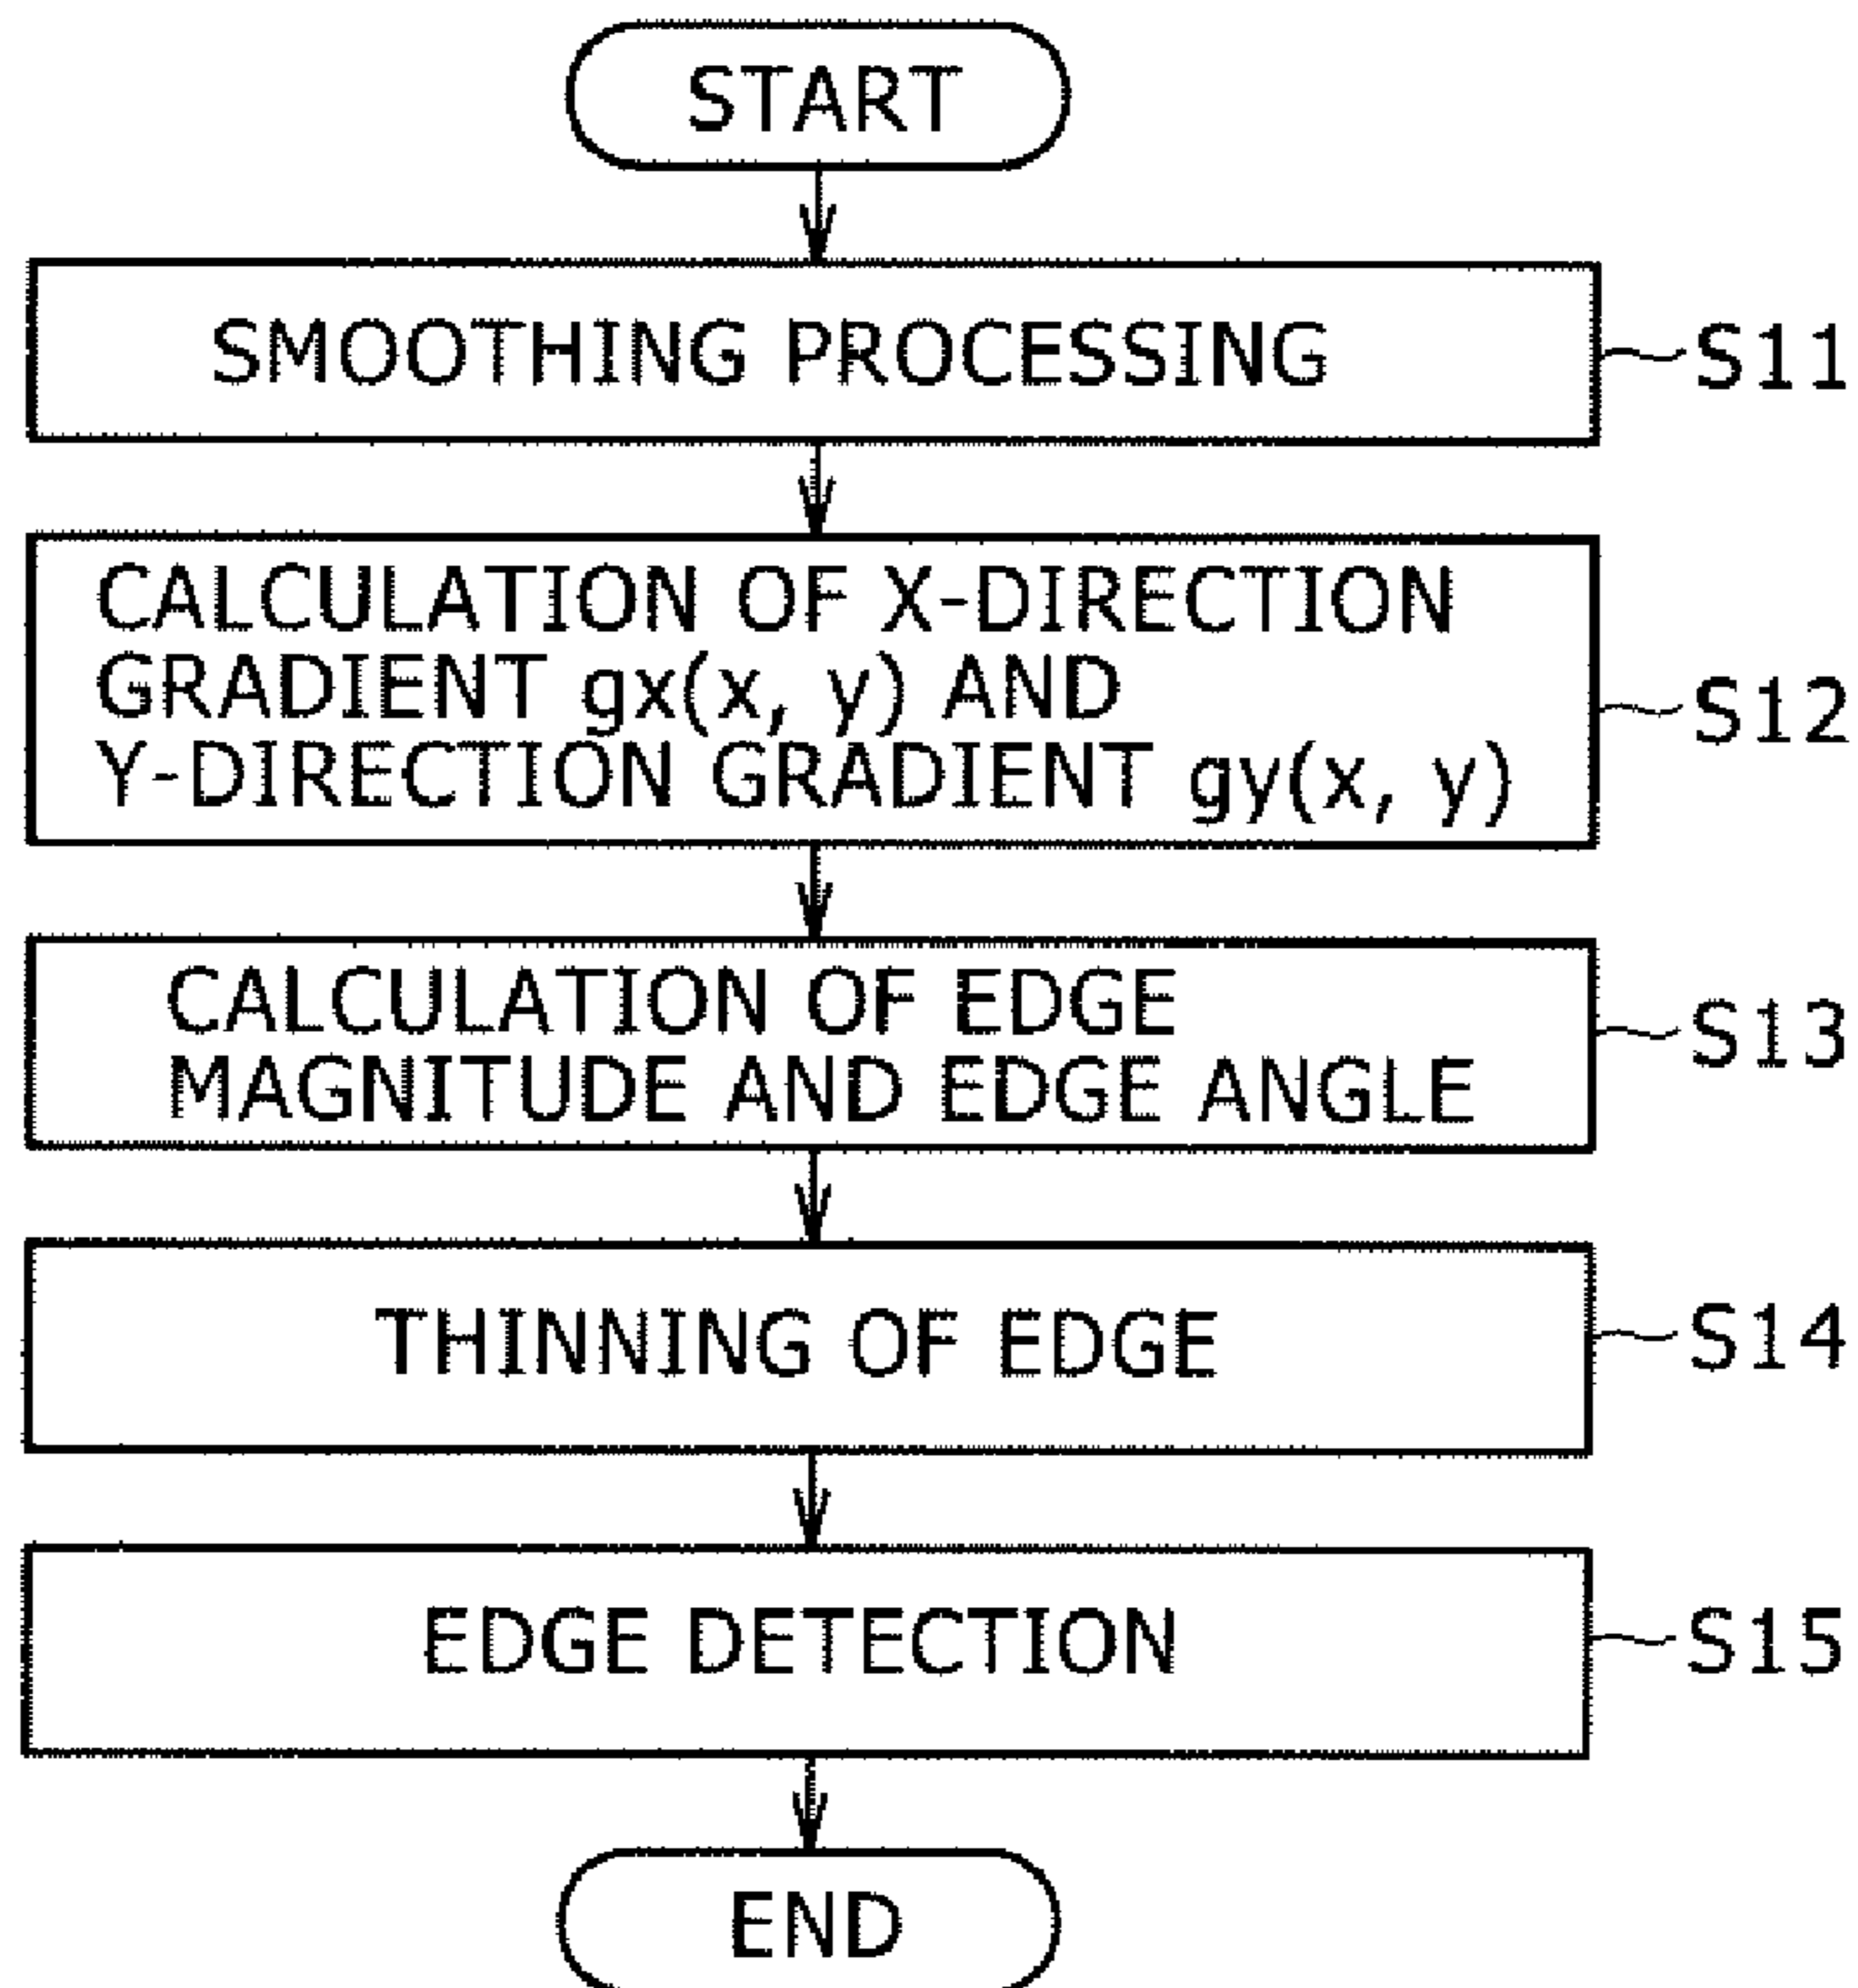 START
SMOOTHING PROCESSING
S11
CALCULATION OF X-DIRECTION
GRADIENT gx(x, y) AND
Y-DIRECTION GRADIENT gy(x, y)
S12
CALCULATION OF EDGE
MAGNITUDE AND EDGE ANGLE
S13
THINNING OF EDGE
S14
EDGE DETECTION
S15
END